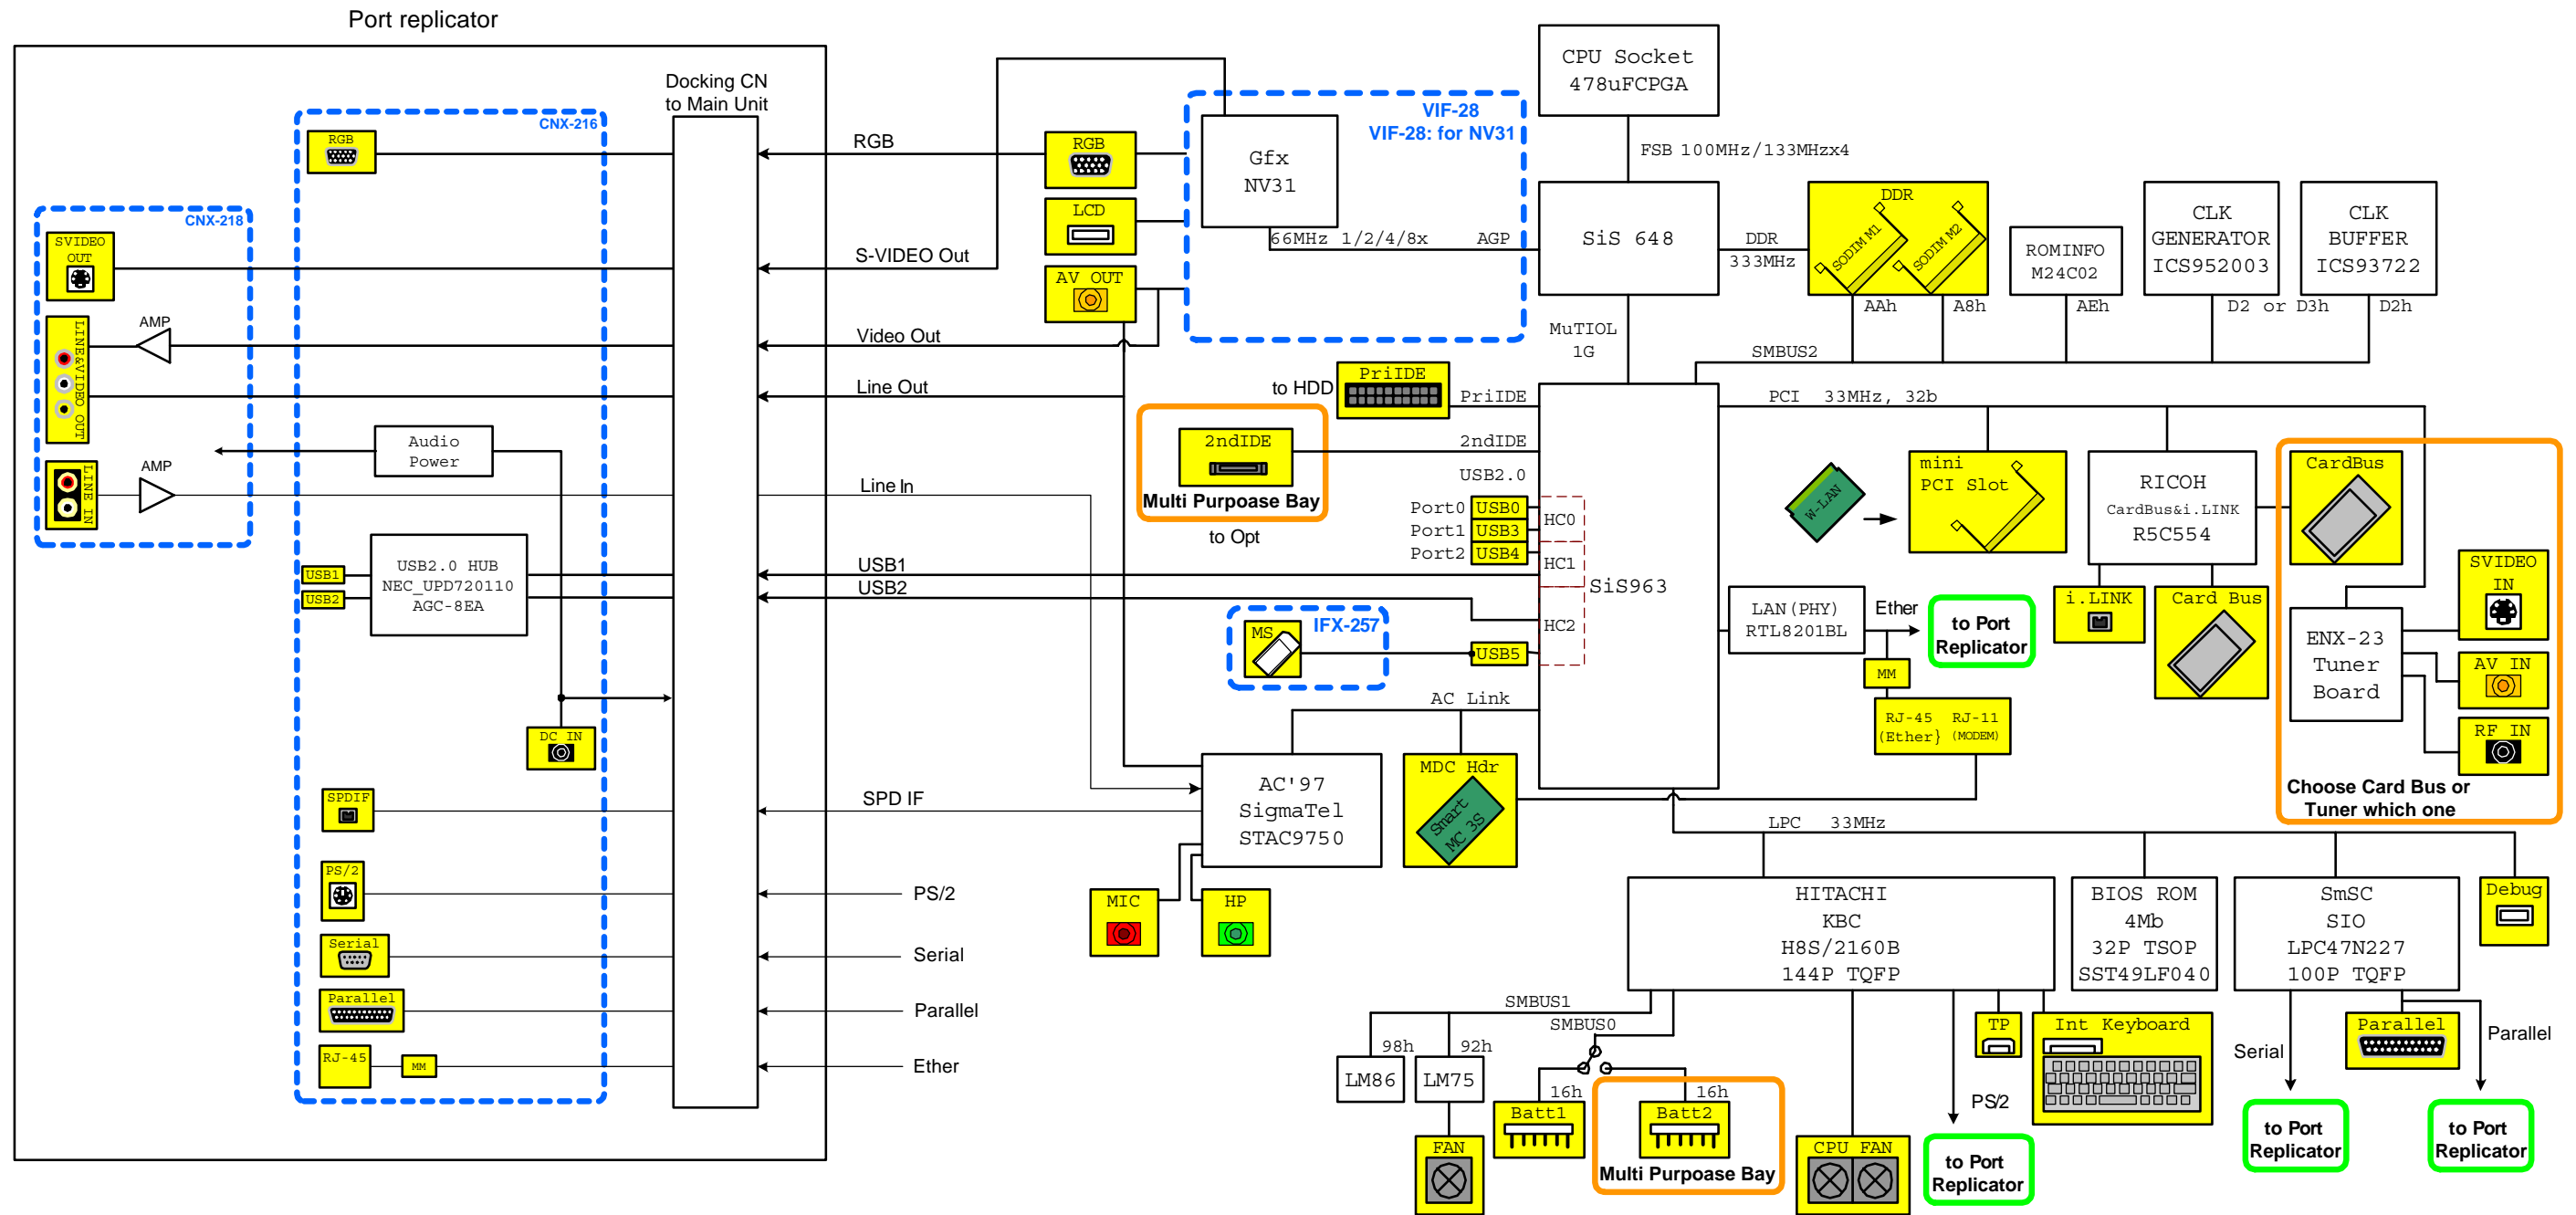 Port replicator
Docking CN
to Main Unit
CNX-216
RGB
CNX-218
SVIDEO
OUT
LINE&VIDEO OUT
AMP
LINE IN
AMP
Audio
Power
USB1
USB2
USB2.0 HUB
NEC_UPD720110
AGC-8EA
DC IN
SPDIF
PS/2
Serial
Parallel
RJ-45
MM
RGB
S-VIDEO Out
Video Out
Line Out
Line In
USB1
USB2
SPD IF
PS/2
Serial
Parallel
Ether
RGB
LCD
AV OUT
VIF-28
VIF-28: for NV31
Gfx
NV31
66MHz 1/2/4/8x
AGP
CPU Socket
478uFCPGA
FSB 100MHz/133MHzx4
SiS 648
DDR
333MHz
DDR
SODIM M1
SODIM M2
AAh
A8h
ROMINFO
M24C02
AEh
CLK
GENERATOR
ICS952003
D2 or D3h
CLK
BUFFER
ICS93722
D2h
MuTIOL
1G
SMBUS2
to HDD
PriIDE
PriIDE
2ndIDE
Multi Purpoase Bay
to Opt
2ndIDE
USB2.0
Port0
USB0
Port1
USB3
Port2
USB4
HC0
HC1
HC2
SiS963
IFX-257
MS
USB5
AC Link
AC'97
SigmaTel
STAC9750
MIC
HP
MDC Hdr
Smart
MC 3S
PCI 33MHz, 32b
W-LAN
mini
PCI Slot
RICOH
CardBus&i.LINK
R5C554
i.LINK
Card Bus
CardBus
ENX-23
Tuner
Board
SVIDEO
IN
AV IN
RF IN
Choose Card Bus or
Tuner which one
LAN(PHY)
RTL8201BL
Ether
to Port
Replicator
MM
RJ-45 RJ-11
(Ether} (MODEM)
LPC 33MHz
HITACHI
KBC
H8S/2160B
144P TQFP
BIOS ROM
4Mb
32P TSOP
SST49LF040
SmSC
SIO
LPC47N227
100P TQFP
Debug
SMBUS1
SMBUS0
98h
LM86
92h
LM75
FAN
16h
Batt1
16h
Batt2
Multi Purpoase Bay
CPU FAN
PS/2
to Port
Replicator
TP
Int Keyboard
Serial
to Port
Replicator
Parallel
Parallel
to Port
Replicator